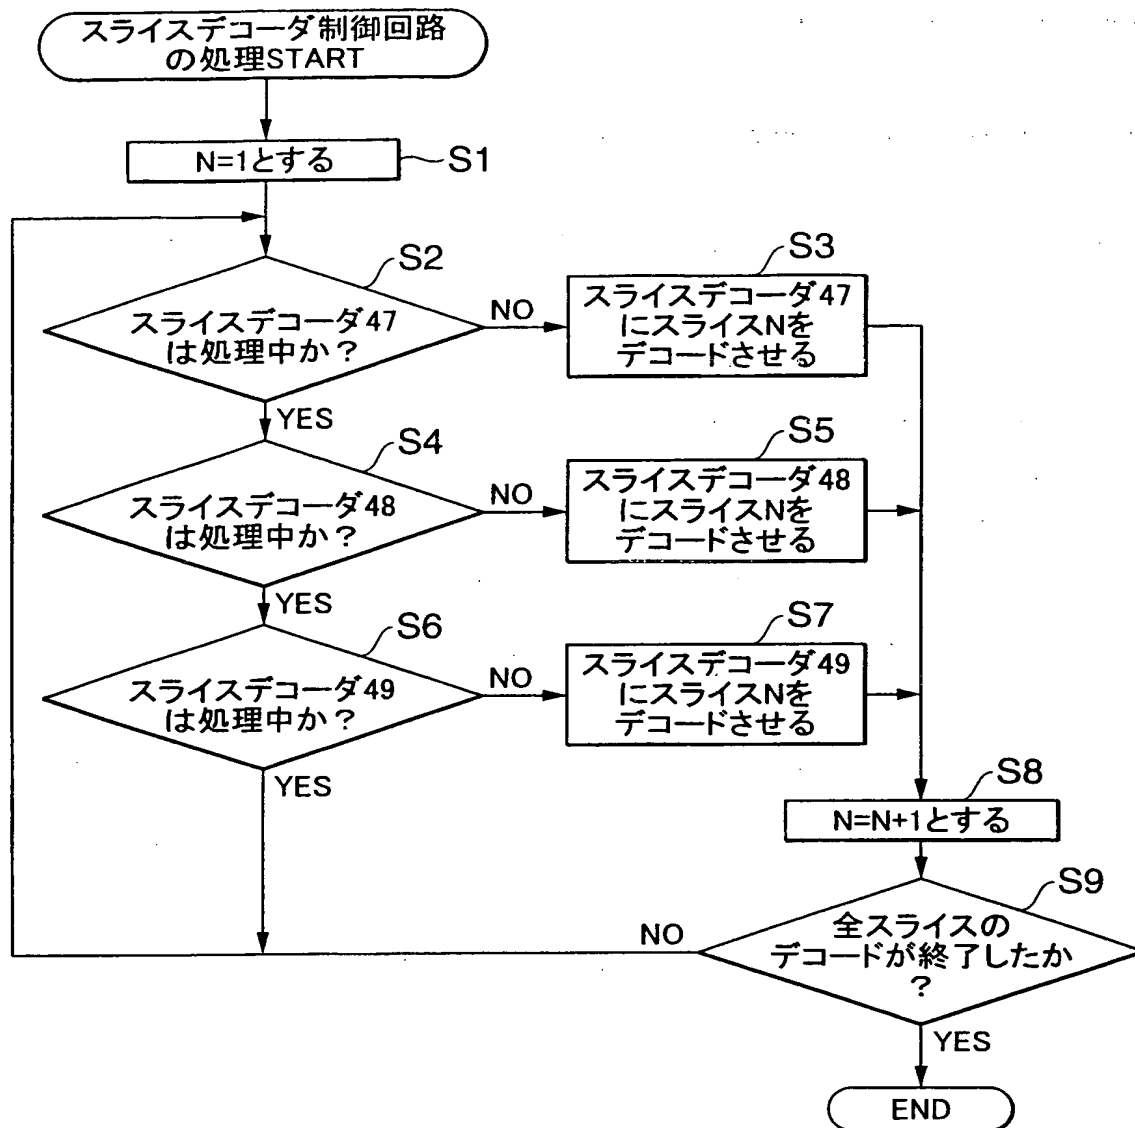 スライスデコーダ制御回路
の処理START
N=1とする
S1
S2
スライスデコーダ47
は処理中か？
NO
YES
S3
スライスデコーダ47
にスライスNを
デコードさせる
S4
スライスデコーダ48
は処理中か？
NO
YES
S5
スライスデコーダ48
にスライスNを
デコードさせる
S6
スライスデコーダ49
は処理中か？
NO
YES
S7
スライスデコーダ49
にスライスNを
デコードさせる
S8
N=N+1とする
S9
全スライスの
デコードが終了したか
？
NO
YES
END